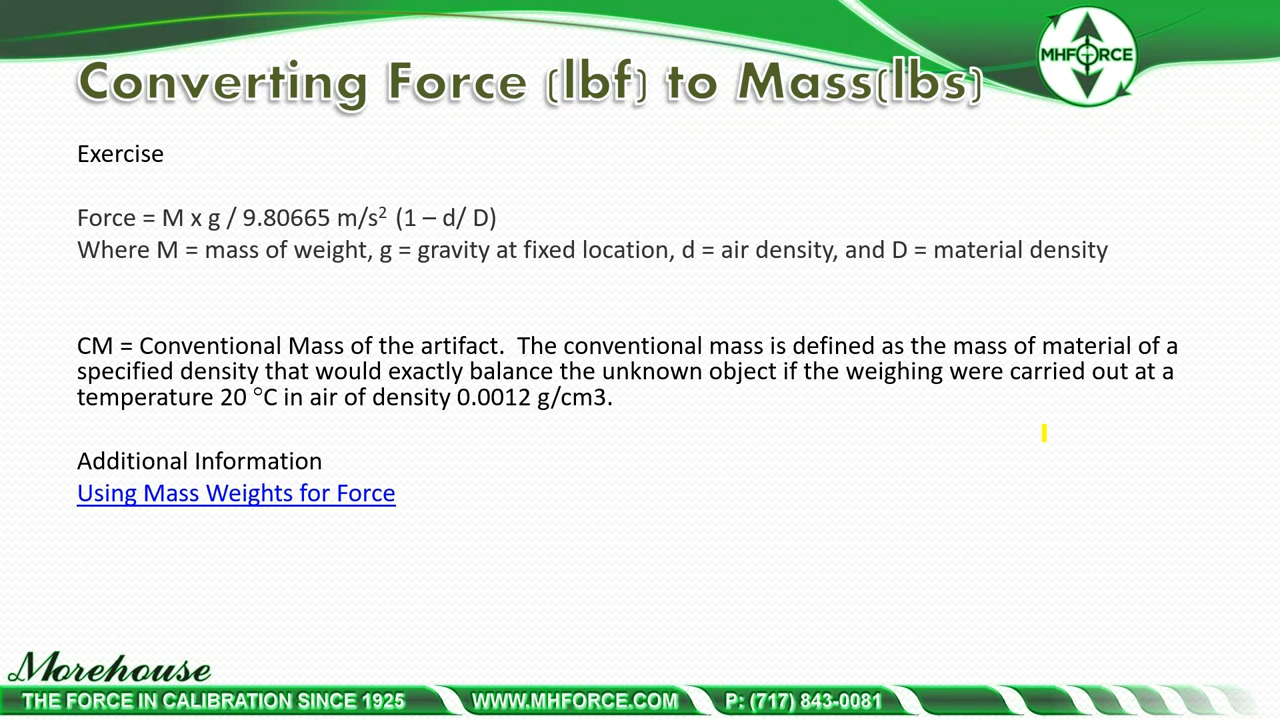 MHFORCE
Converting Force (lbf) to Mass(lbs)
Exercise
Force = M x g / 9.80665 m/s² (1 – d/ D)
Where M = mass of weight, g = gravity at fixed location, d = air density, and D = material density
CM = Conventional Mass of the artifact.  The conventional mass is defined as the mass of material of a
specified density that would exactly balance the unknown object if the weighing were carried out at a
temperature 20 °C in air of density 0.0012 g/cm3.
Additional Information
Using Mass Weights for Force
Morehouse
THE FORCE IN CALIBRATION SINCE 1925 WWW.MHFORCE.COM P: (717) 843-0081